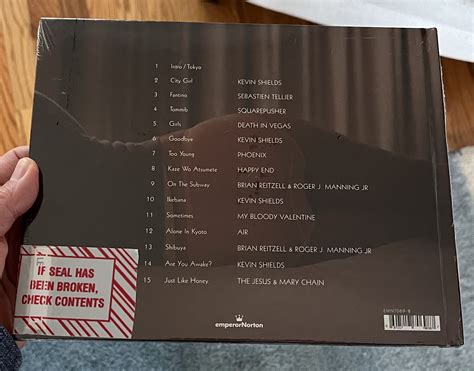 1 Intro / Tokyo
2 City Girl KEVIN SHIELDS
3 Fantino SEBASTIEN TELLIER
4 Tommib SQUAREPUSHER
5 Girls DEATH IN VEGAS
6 Goodbye KEVIN SHIELDS
7 Too Young PHOENIX
8 Kaze Wo Atsumete HAPPY END
9 On The Subway BRIAN REITZELL & ROGER J. MANNING JR
10 Ikebana KEVIN SHIELDS
11 Sometimes MY BLOODY VALENTINE
12 Alone In Kyoto AIR
13 Shibuya BRIAN REITZELL & ROGER J. MANNING JR
14 Are You Awake? KEVIN SHIELDS
15 Just Like Honey THE JESUS & MARY CHAIN
IF SEAL HAS
BEEN BROKEN,
CHECK CONTENTS
emperorNorton